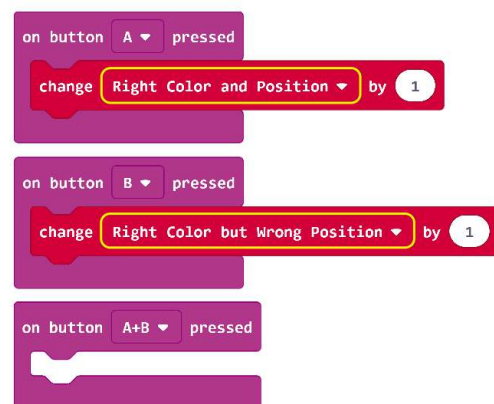 on button A pressed
change Right Color and Position by 1
on button B pressed
change Right Color but Wrong Position by 1
on button A+B pressed